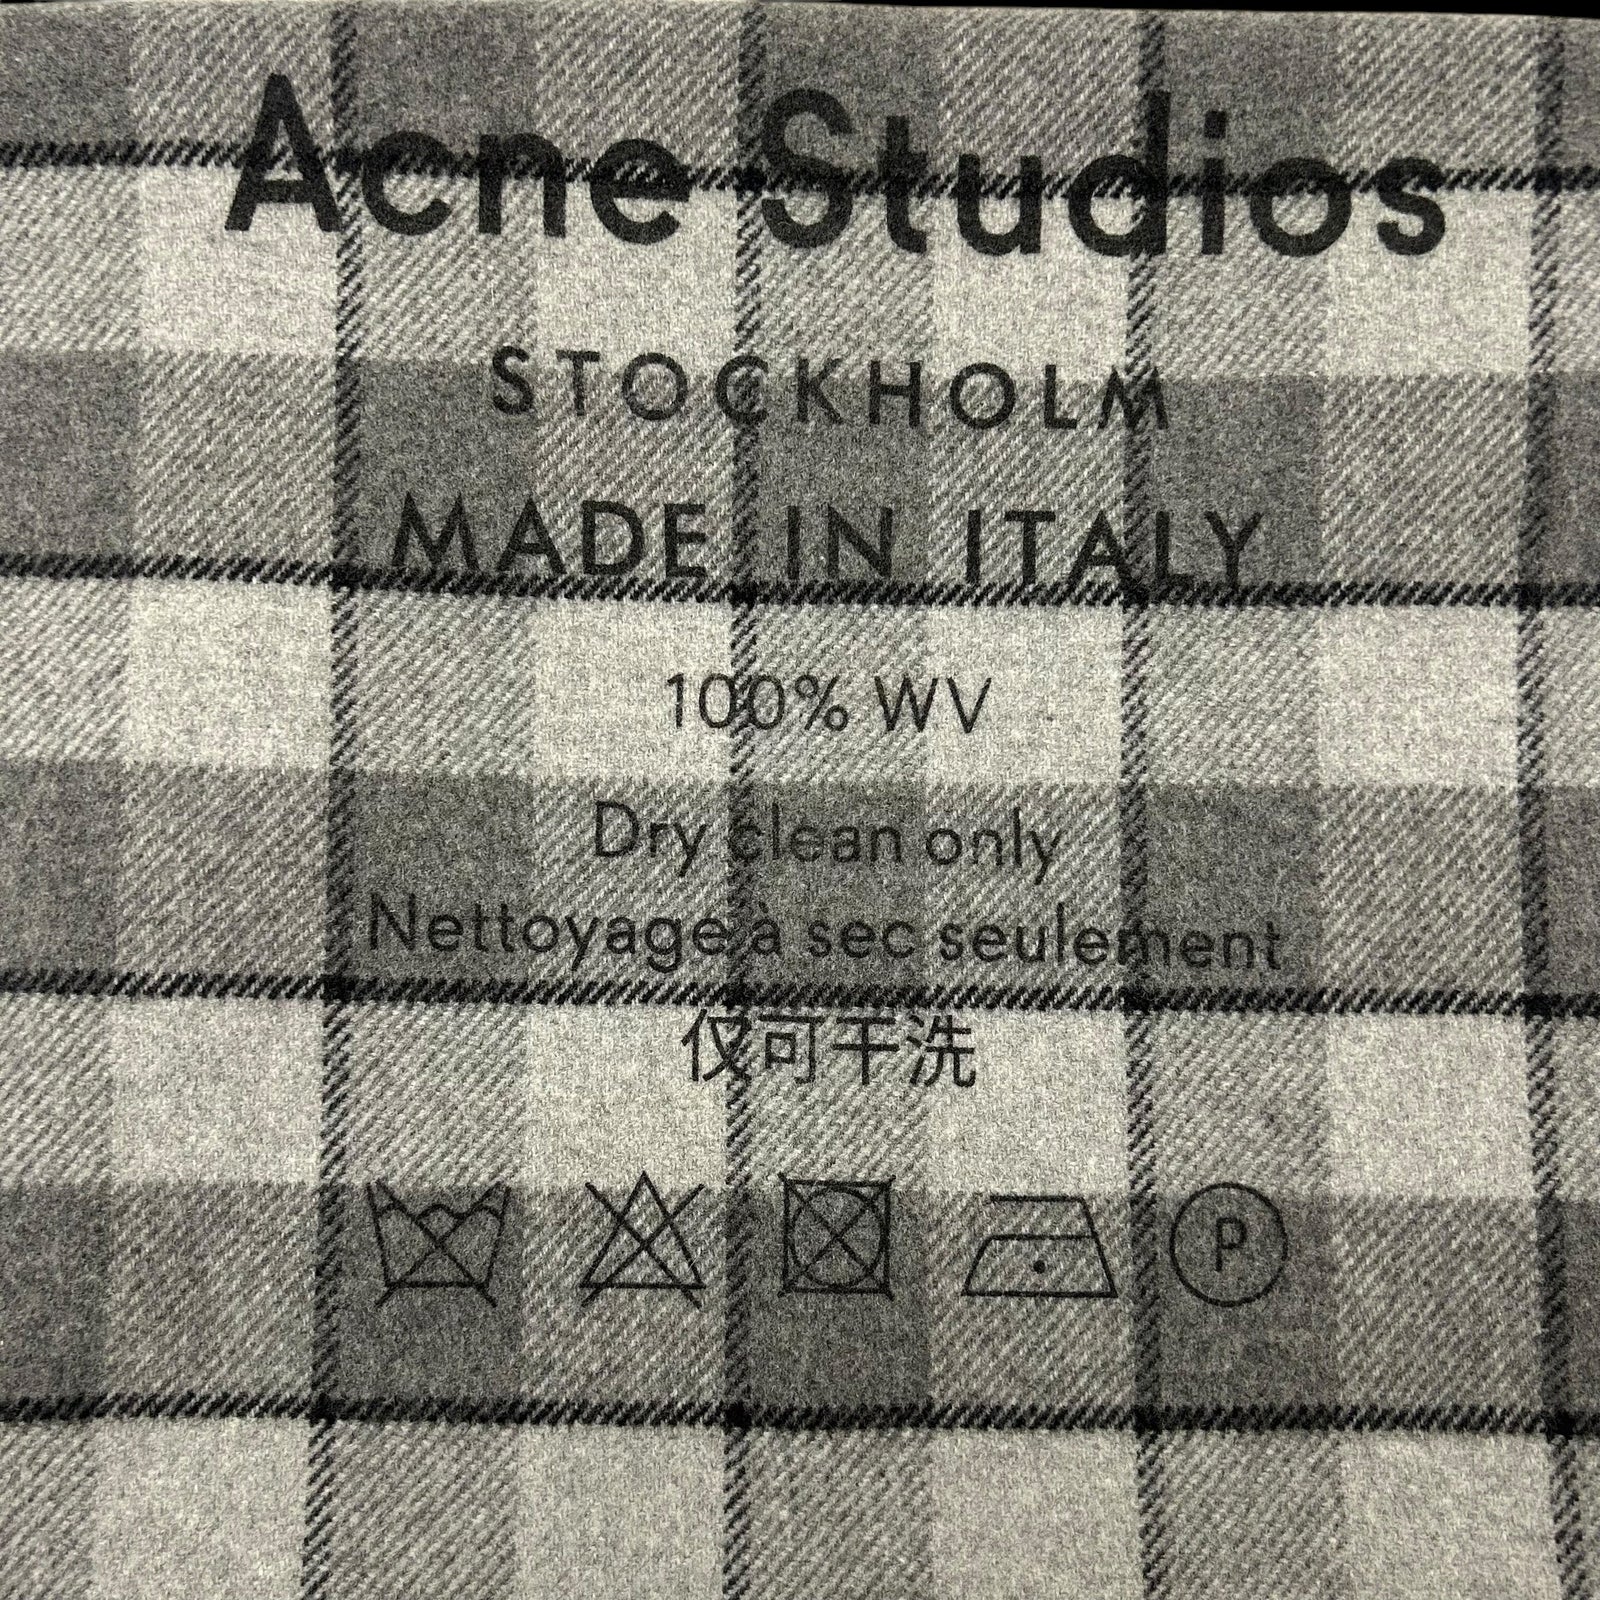 Acne Studios
STOCKHOLM
MADE IN ITALY
100% WV
Dry clean only
Nettoyage à sec seulement
仅可干洗
P